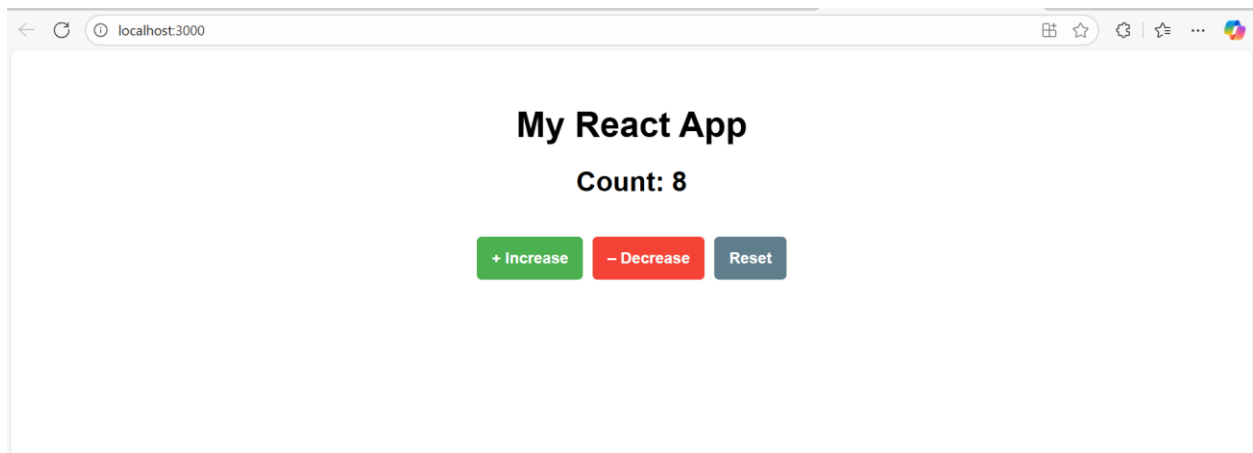 localhost:3000
My React App
Count: 8
+ Increase – Decrease Reset